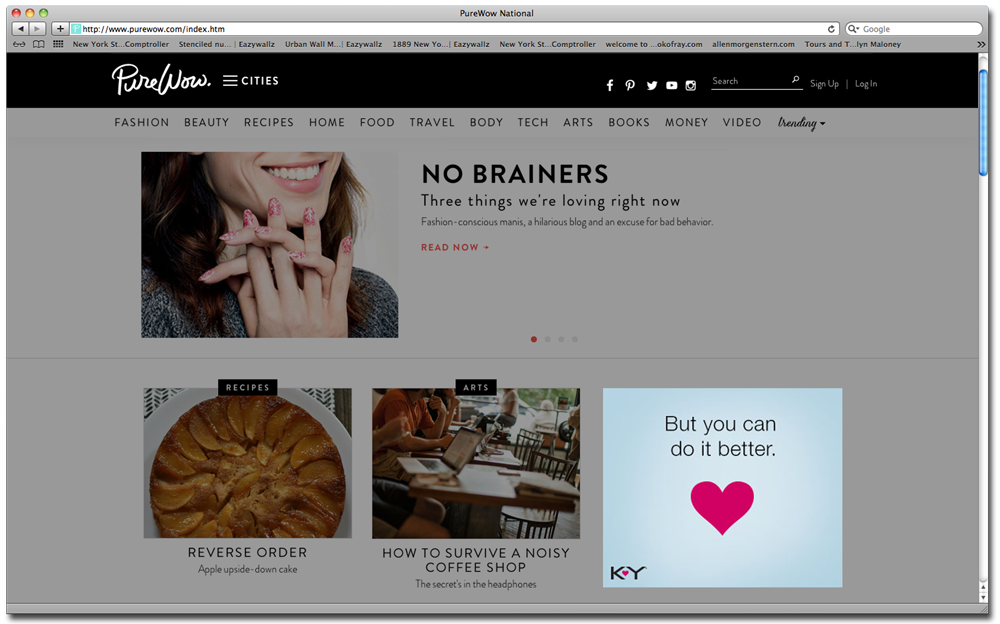 PureWow National
http://www.purewow.com/index.htm
Google
New York St...Comptroller Stenciled nu...| Eazywallz Urban Wall M...| Eazywallz 1889 New Yo...| Eazywallz New York St...Comptroller welcome to ...okofray.com allenmorgenstern.com Tours and T...lyn Maloney
PureWow. CITIES
Search Sign Up | Log In
FASHION BEAUTY RECIPES HOME FOOD TRAVEL BODY TECH ARTS BOOKS MONEY VIDEO trending
NO BRAINERS
Three things we're loving right now
Fashion-conscious manis, a hilarious blog and an excuse for bad behavior.
READ NOW
RECIPES
REVERSE ORDER
Apple upside-down cake
ARTS
HOW TO SURVIVE A NOISY
COFFEE SHOP
The secret's in the headphones
But you can
do it better.
K-Y